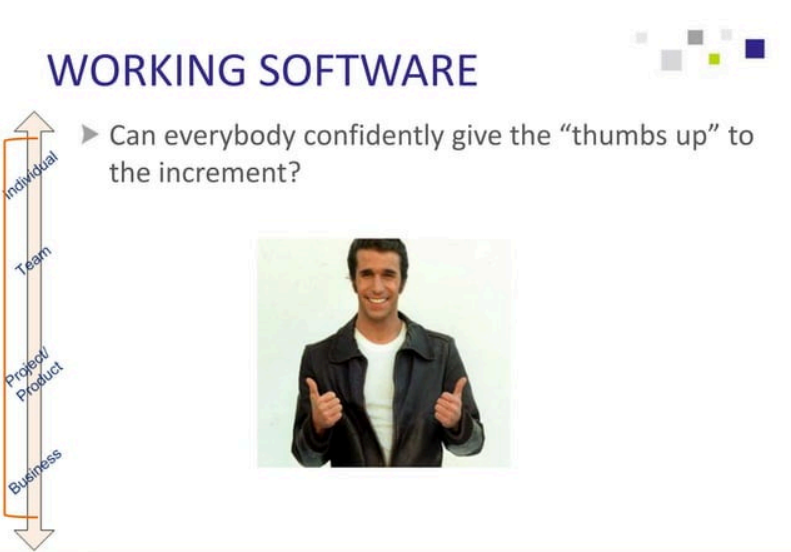 WORKING SOFTWARE
Can everybody confidently give the “thumbs up” to
the increment?
Individual
Team
Project/
Product
Business